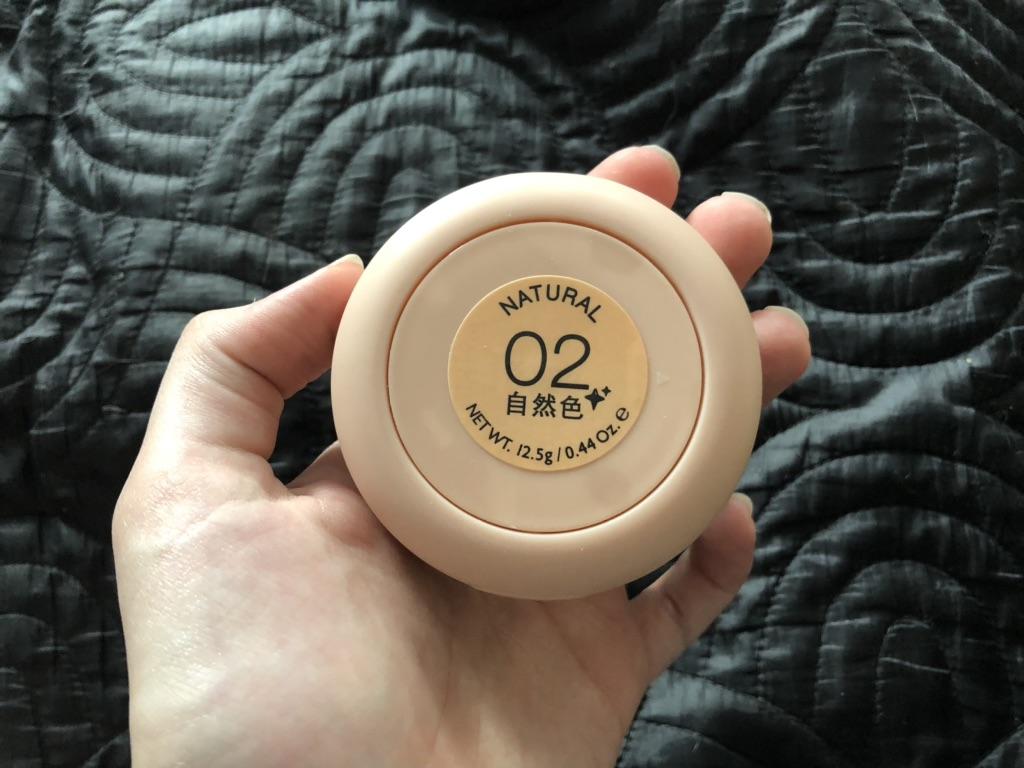 NATURAL
02
自然色
NET WT. 12.5g / 0.44 Oz. e